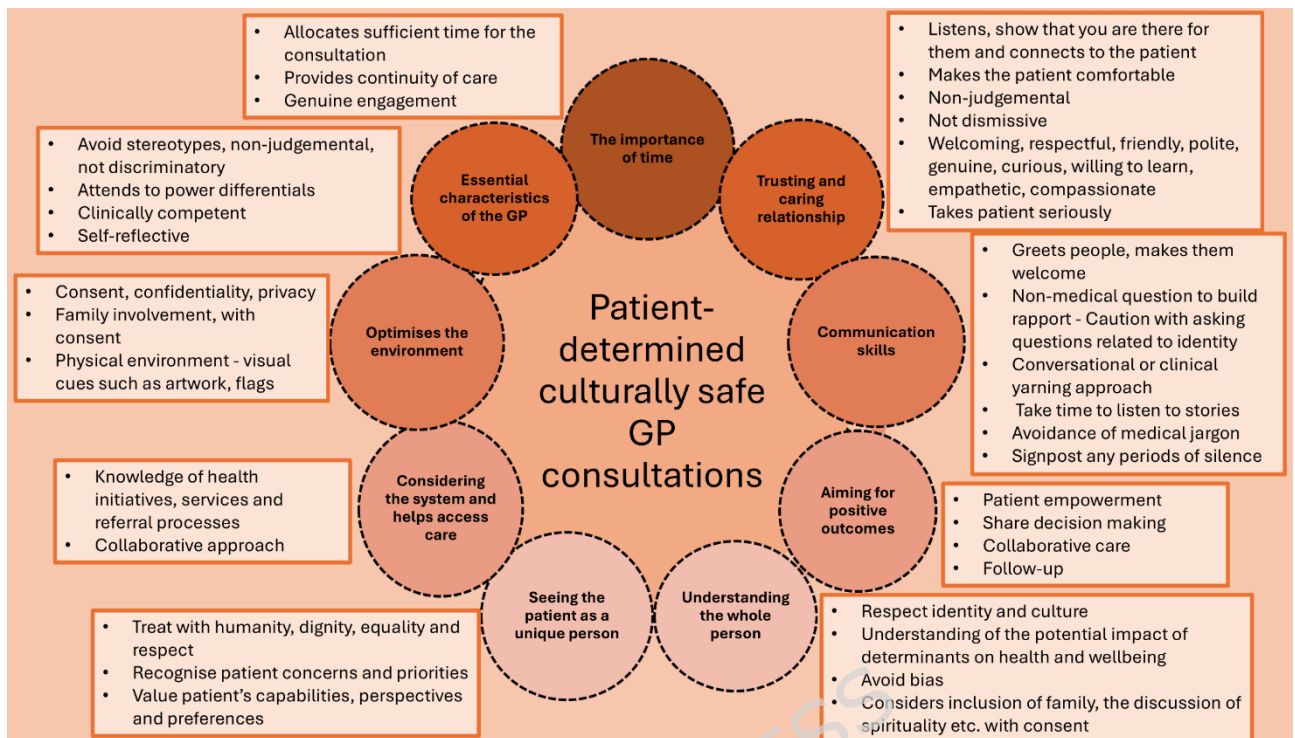 • Allocates sufficient time for the
consultation
• Provides continuity of care
• Genuine engagement
The importance
of time
• Listens, show that you are there for
them and connects to the patient
• Makes the patient comfortable
• Non-judgemental
• Not dismissive
• Welcoming, respectful, friendly, polite,
genuine, curious, willing to learn,
empathetic, compassionate
• Takes patient seriously
Trusting and
caring
relationship
• Greets people, makes them
welcome
• Non-medical question to build
rapport - Caution with asking
questions related to identity
• Conversational or clinical
yarning approach
• Take time to listen to stories
• Avoidance of medical jargon
• Signpost any periods of silence
Communication
skills
• Patient empowerment
• Share decision making
• Collaborative care
• Follow-up
Aiming for
positive
outcomes
• Respect identity and culture
• Understanding of the potential impact of
determinants on health and wellbeing
• Avoid bias
• Considers inclusion of family, the discussion of
spirituality etc. with consent
Understanding
the whole
person
Seeing the
patient as a
unique person
• Treat with humanity, dignity, equality and
respect
• Recognise patient concerns and priorities
• Value patient's capabilities, perspectives
and preferences
Considering
the system and
helps access
care
• Knowledge of health
initiatives, services and
referral processes
• Collaborative approach
Optimises the
environment
• Consent, confidentiality, privacy
• Family involvement, with
consent
• Physical environment - visual
cues such as artwork, flags
Essential
characteristics
of the GP
• Avoid stereotypes, non-judgemental,
not discriminatory
• Attends to power differentials
• Clinically competent
• Self-reflective
Patient-
determined
culturally safe
GP
consultations